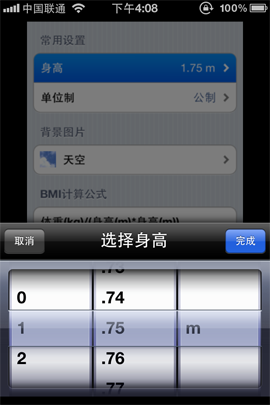 中国联通 下午4:08 100%
常用设置
身高 1.75 m
单位制 公制
背景图片
天空
BMI计算公式
体重(kg)/(身高(m)*身高(m))
取消 选择身高 完成
.73
0 .74
1 .75 m
2 .76
.77